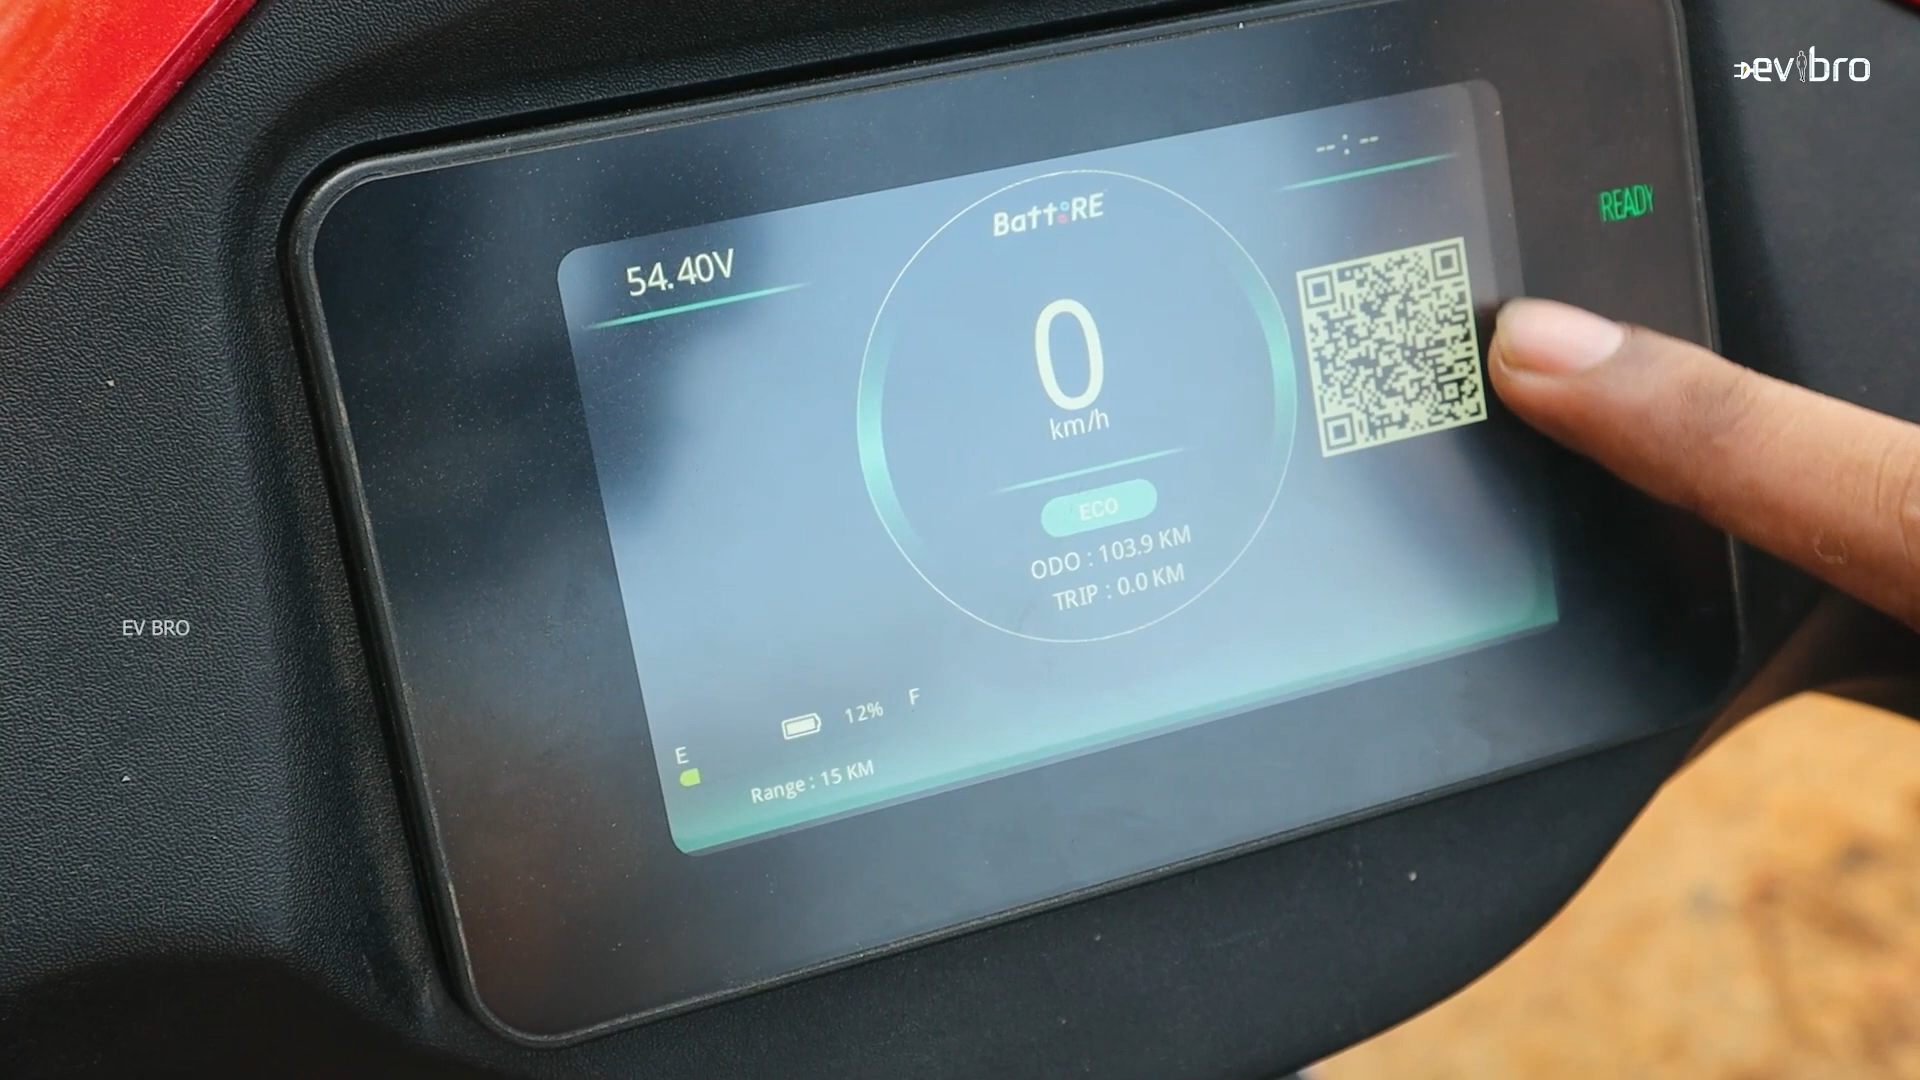 evbro
-- : --
BattRE
READY
54.40V
0
km/h
ECO
ODO : 103.9 KM
TRIP : 0.0 KM
EV BRO
12%
F
E
Range : 15 KM